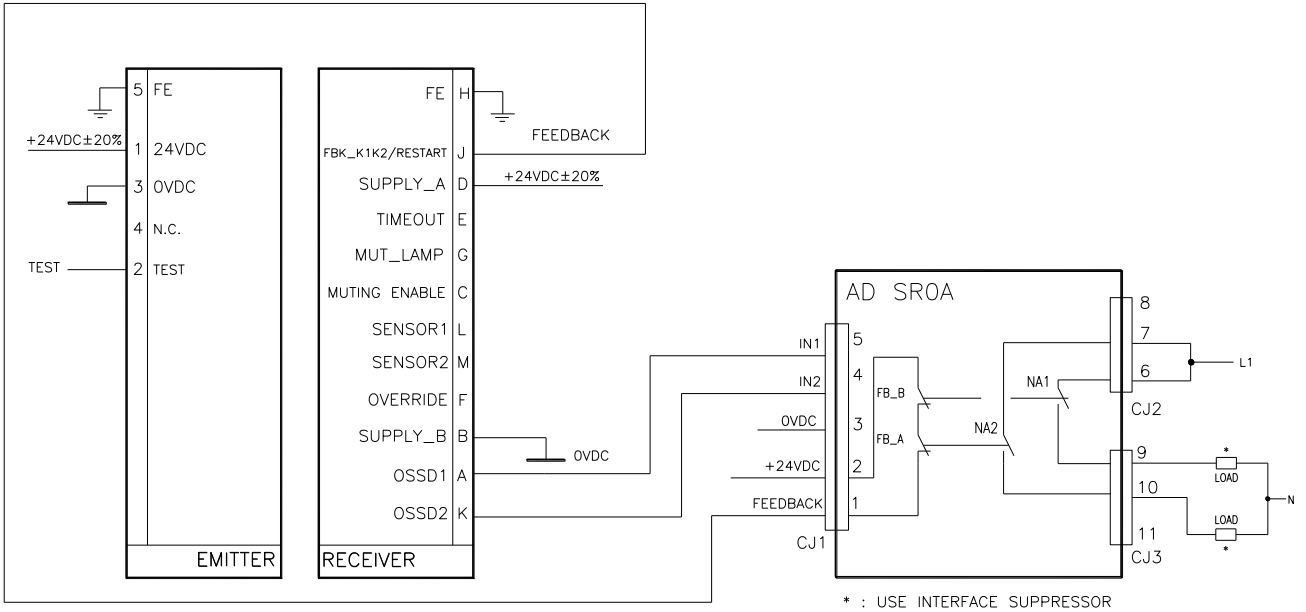 5 FE
+24VDC±20%
1 24VDC
3 0VDC
4 N.C.
TEST
2 TEST
EMITTER
FE H
FBK_K1K2/RESTART J
FEEDBACK
SUPPLY_A D
+24VDC±20%
TIMEOUT E
MUT_LAMP G
MUTING ENABLE C
SENSOR1 L
SENSOR2 M
OVERRIDE F
SUPPLY_B B
0VDC
OSSD1 A
OSSD2 K
RECEIVER
AD SR0A
IN1
5
IN2
4
0VDC
3
+24VDC
2
FEEDBACK
1
CJ1
FB_B
FB_A
NA2
NA1
8
7
6
L1
CJ2
9
*
LOAD
10
N
LOAD
*
11
CJ3
* : USE INTERFACE SUPPRESSOR